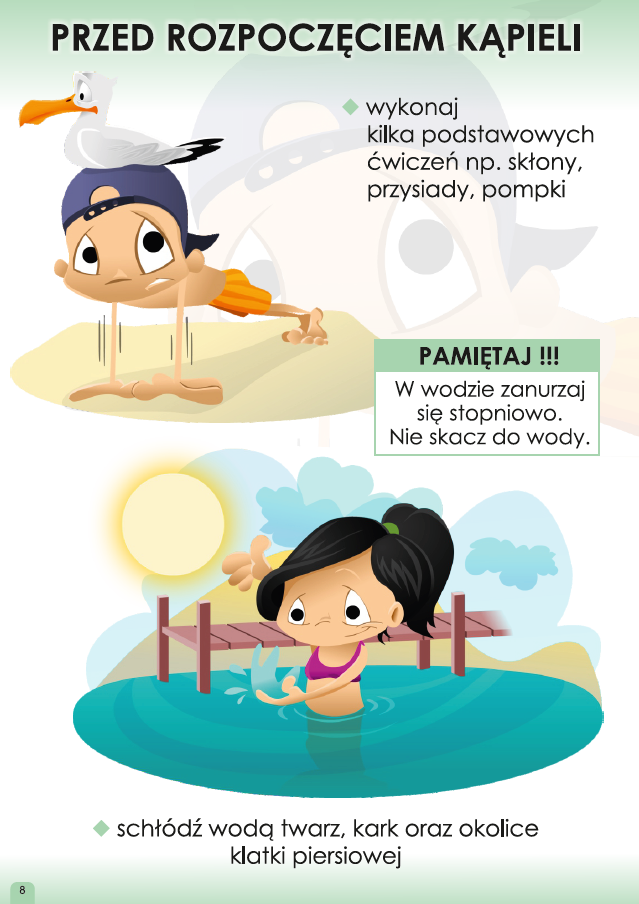 PRZED ROZPOCZĘCIEM KĄPIELI
wykonaj
kilka podstawowych
ćwiczeń np. skłony,
przysiady, pompki
PAMIĘTAJ !!!
W wodzie zanurzaj
się stopniowo.
Nie skacz do wody.
schłódź wodą twarz, kark oraz okolice
klatki piersiowej
8